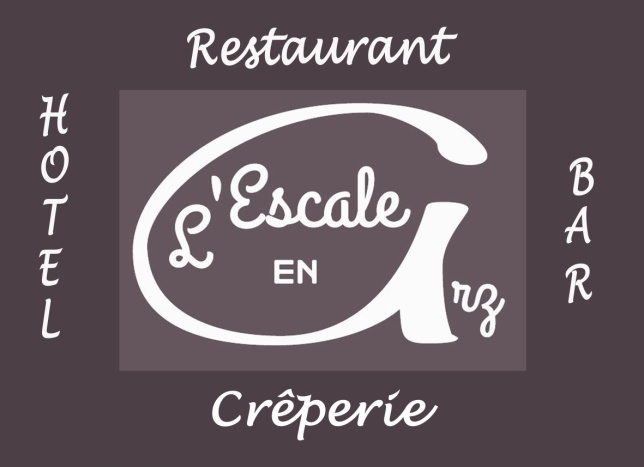 Restaurant
HOTEL
L'Escale
EN
Arz
BAR
Crêperie